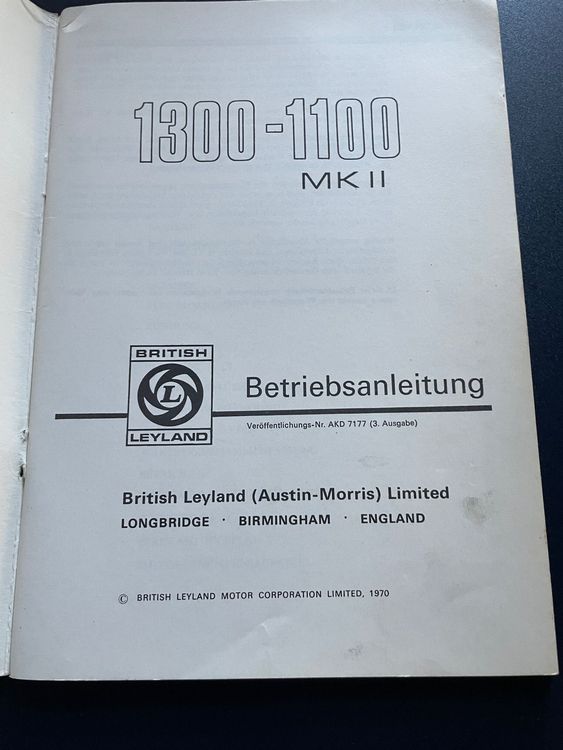 1300-1100
MK II
BRITISH
L
LEYLAND
Betriebsanleitung
Veröffentlichungs-Nr. AKD 7177 (3. Ausgabe)
British Leyland (Austin-Morris) Limited
LONGBRIDGE · BIRMINGHAM · ENGLAND
© BRITISH LEYLAND MOTOR CORPORATION LIMITED, 1970